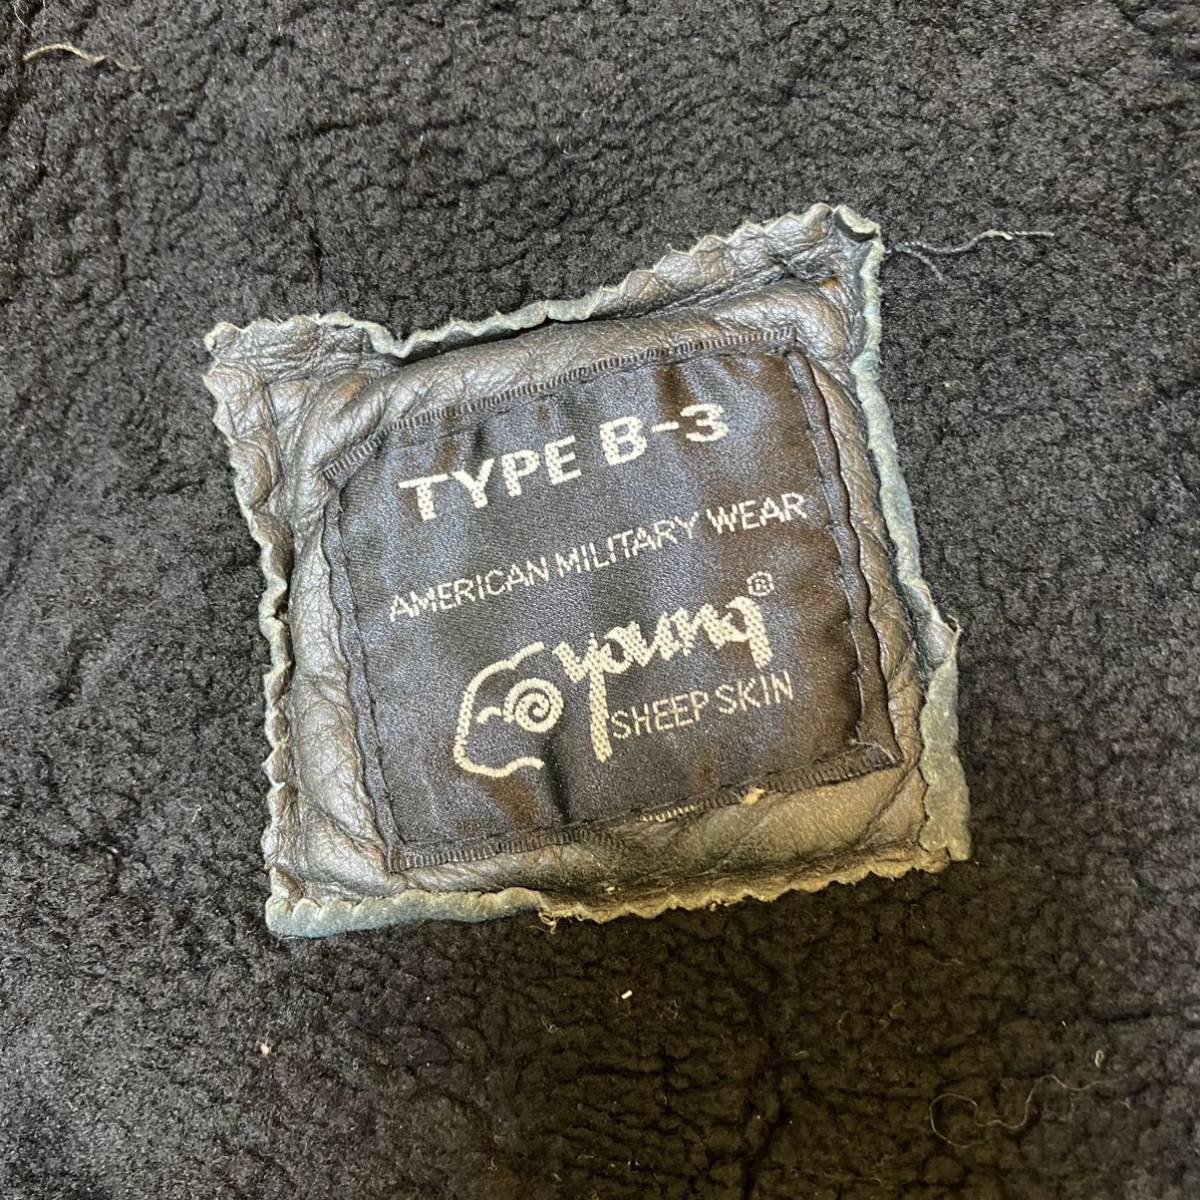 TYPE B-3
AMERICAN MILITARY WEAR
young®
SHEEP SKIN